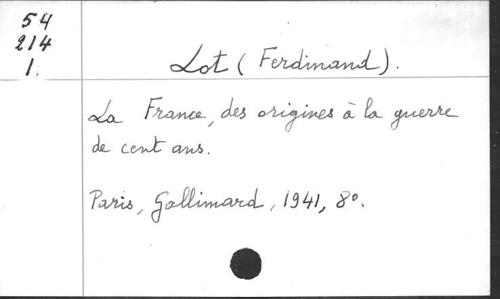 54
214
1.
Lot (Ferdinand).
La France, des origines à la guerre
de cent ans.
Paris, Gallimard, 1941, 8°.